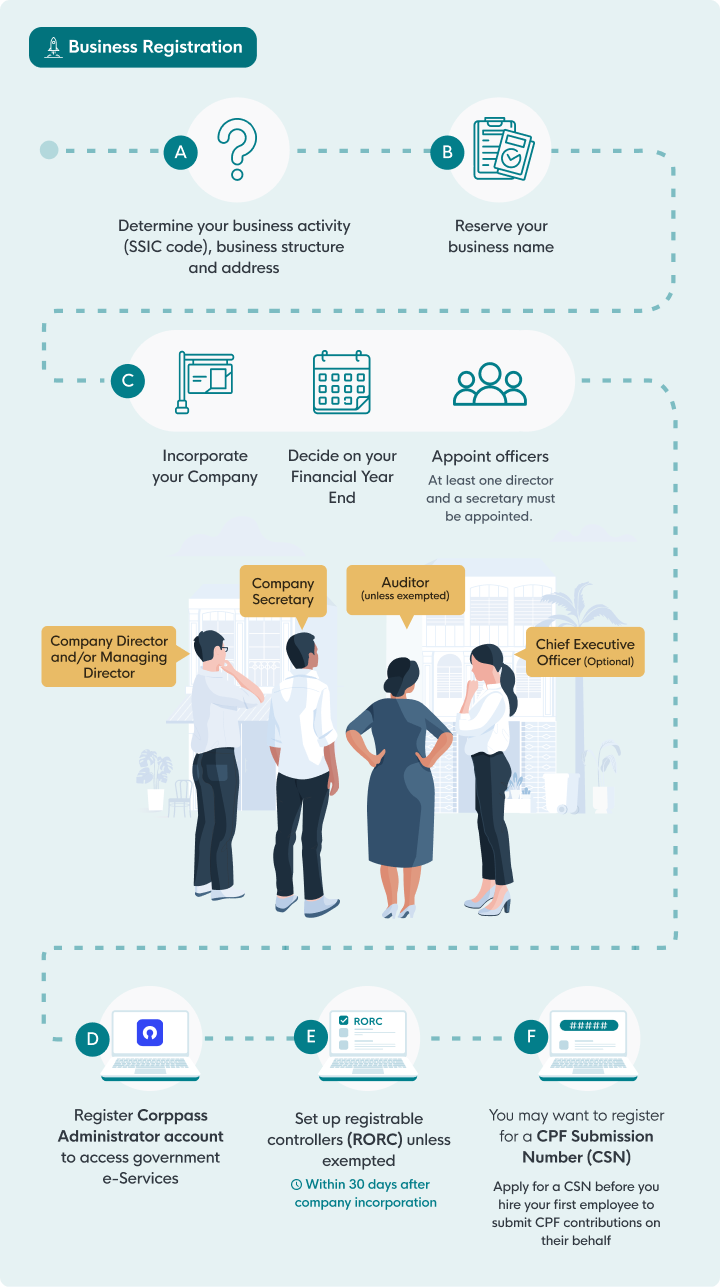 Business Registration
A
B
Determine your business activity
(SSIC code), business structure
and address
Reserve your
business name
C
Incorporate
your Company
Decide on your
Financial Year
End
Appoint officers
At least one director
and a secretary must
be appointed.
Company
Secretary
Auditor
(unless exempted)
Company Director
and/or Managing
Director
Chief Executive
Officer (Optional)
D
E
RORC
F
#####
Register Corppass
Administrator account
to access government
e-Services
Set up registrable
controllers (RORC) unless
exempted
Within 30 days after
company incorporation
You may want to register
for a CPF Submission
Number (CSN)
Apply for a CSN before you
hire your first employee to
submit CPF contributions on
their behalf